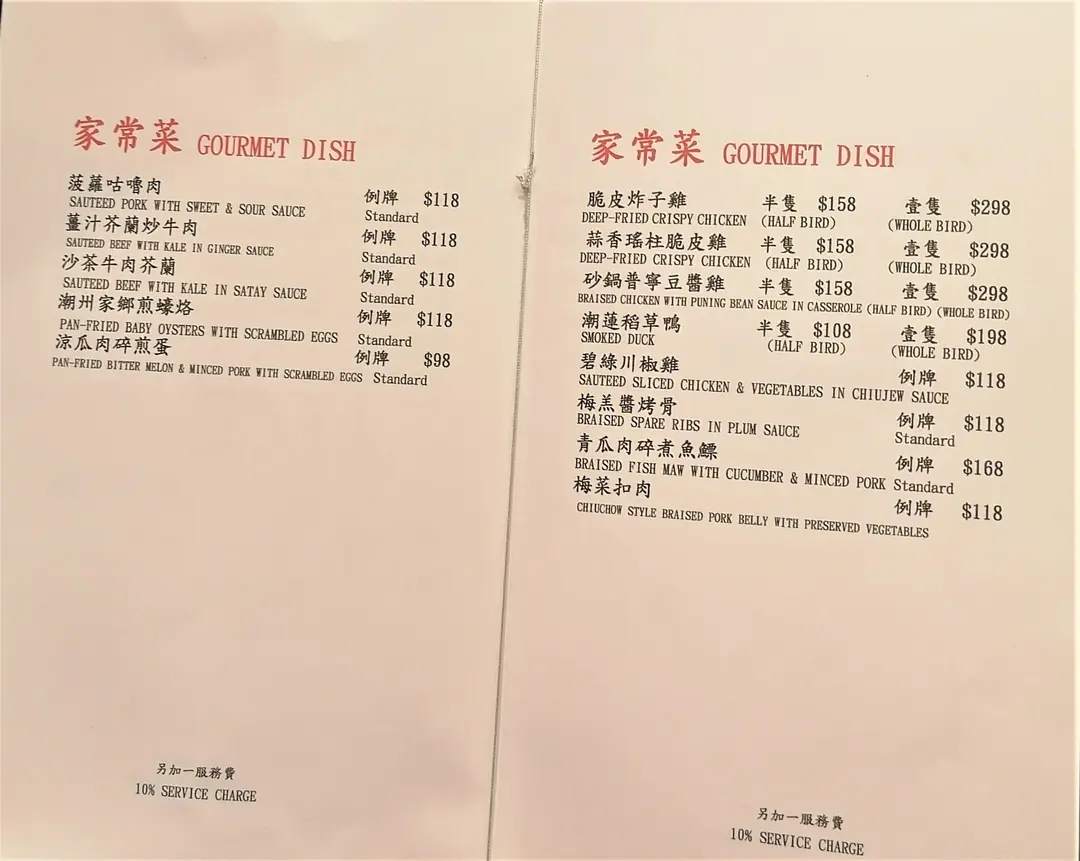 家常菜 GOURMET DISH
菠蘿咕嚕肉 例牌 $118
SAUTEED PORK WITH SWEET & SOUR SAUCE Standard
薑汁芥蘭炒牛肉 例牌 $118
SAUTEED BEEF WITH KALE IN GINGER SAUCE Standard
沙茶牛肉芥蘭 例牌 $118
SAUTEED BEEF WITH KALE IN SATAY SAUCE Standard
潮州家鄉煎蠔烙 例牌 $118
PAN-FRIED BABY OYSTERS WITH SCRAMBLED EGGS Standard
涼瓜肉碎煎蛋 例牌 $98
PAN-FRIED BITTER MELON & MINCED PORK WITH SCRAMBLED EGGS Standard
另加一服務費
10% SERVICE CHARGE
家常菜 GOURMET DISH
脆皮炸子雞 半隻 $158 壹隻 $298
DEEP-FRIED CRISPY CHICKEN (HALF BIRD) (WHOLE BIRD)
蒜香瑤柱脆皮雞 半隻 $158 壹隻 $298
DEEP-FRIED CRISPY CHICKEN (HALF BIRD) (WHOLE BIRD)
砂鍋普寧豆醬雞 半隻 $158 壹隻 $298
BRAISED CHICKEN WITH PUNING BEAN SAUCE IN CASSEROLE (HALF BIRD) (WHOLE BIRD)
潮蓮稻草鴨 半隻 $108 壹隻 $198
SMOKED DUCK (HALF BIRD) (WHOLE BIRD)
碧綠川椒雞 例牌 $118
SAUTEED SLICED CHICKEN & VEGETABLES IN CHIUJEW SAUCE
梅羔醬烤骨 例牌 $118
BRAISED SPARE RIBS IN PLUM SAUCE Standard
青瓜肉碎煮魚鰾 例牌 $168
BRAISED FISH MAW WITH CUCUMBER & MINCED PORK Standard
梅菜扣肉 例牌 $118
CHIUCHOW STYLE BRAISED PORK BELLY WITH PRESERVED VEGETABLES
另加一服務費
10% SERVICE CHARGE